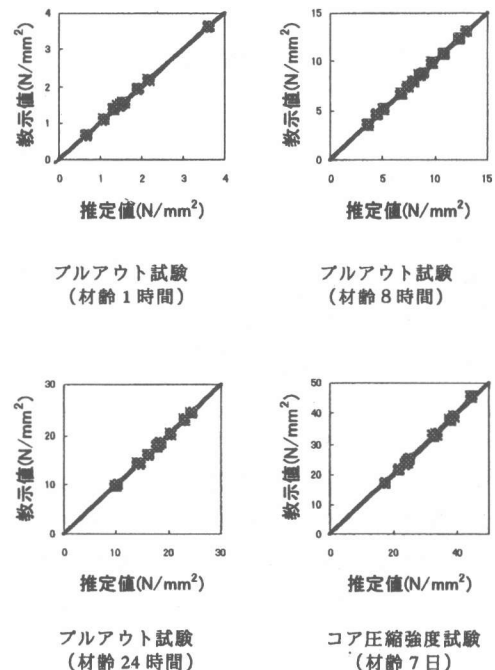 4
3
2
1
0
教示値(N/mm²)
0 1 2 3 4
推定値(N/mm²)
プルアウト試験
(材齢1時間)
15
10
5
0
教示値(N/mm²)
0 5 10 15
推定値(N/mm²)
プルアウト試験
(材齢8時間)
30
20
10
0
教示値(N/mm²)
0 10 20 30
推定値(N/mm²)
プルアウト試験
(材齢24時間)
50
40
30
20
10
0
教示値(N/mm²)
0 20 40
推定値(N/mm²)
コア圧縮強度試験
(材齢7日)